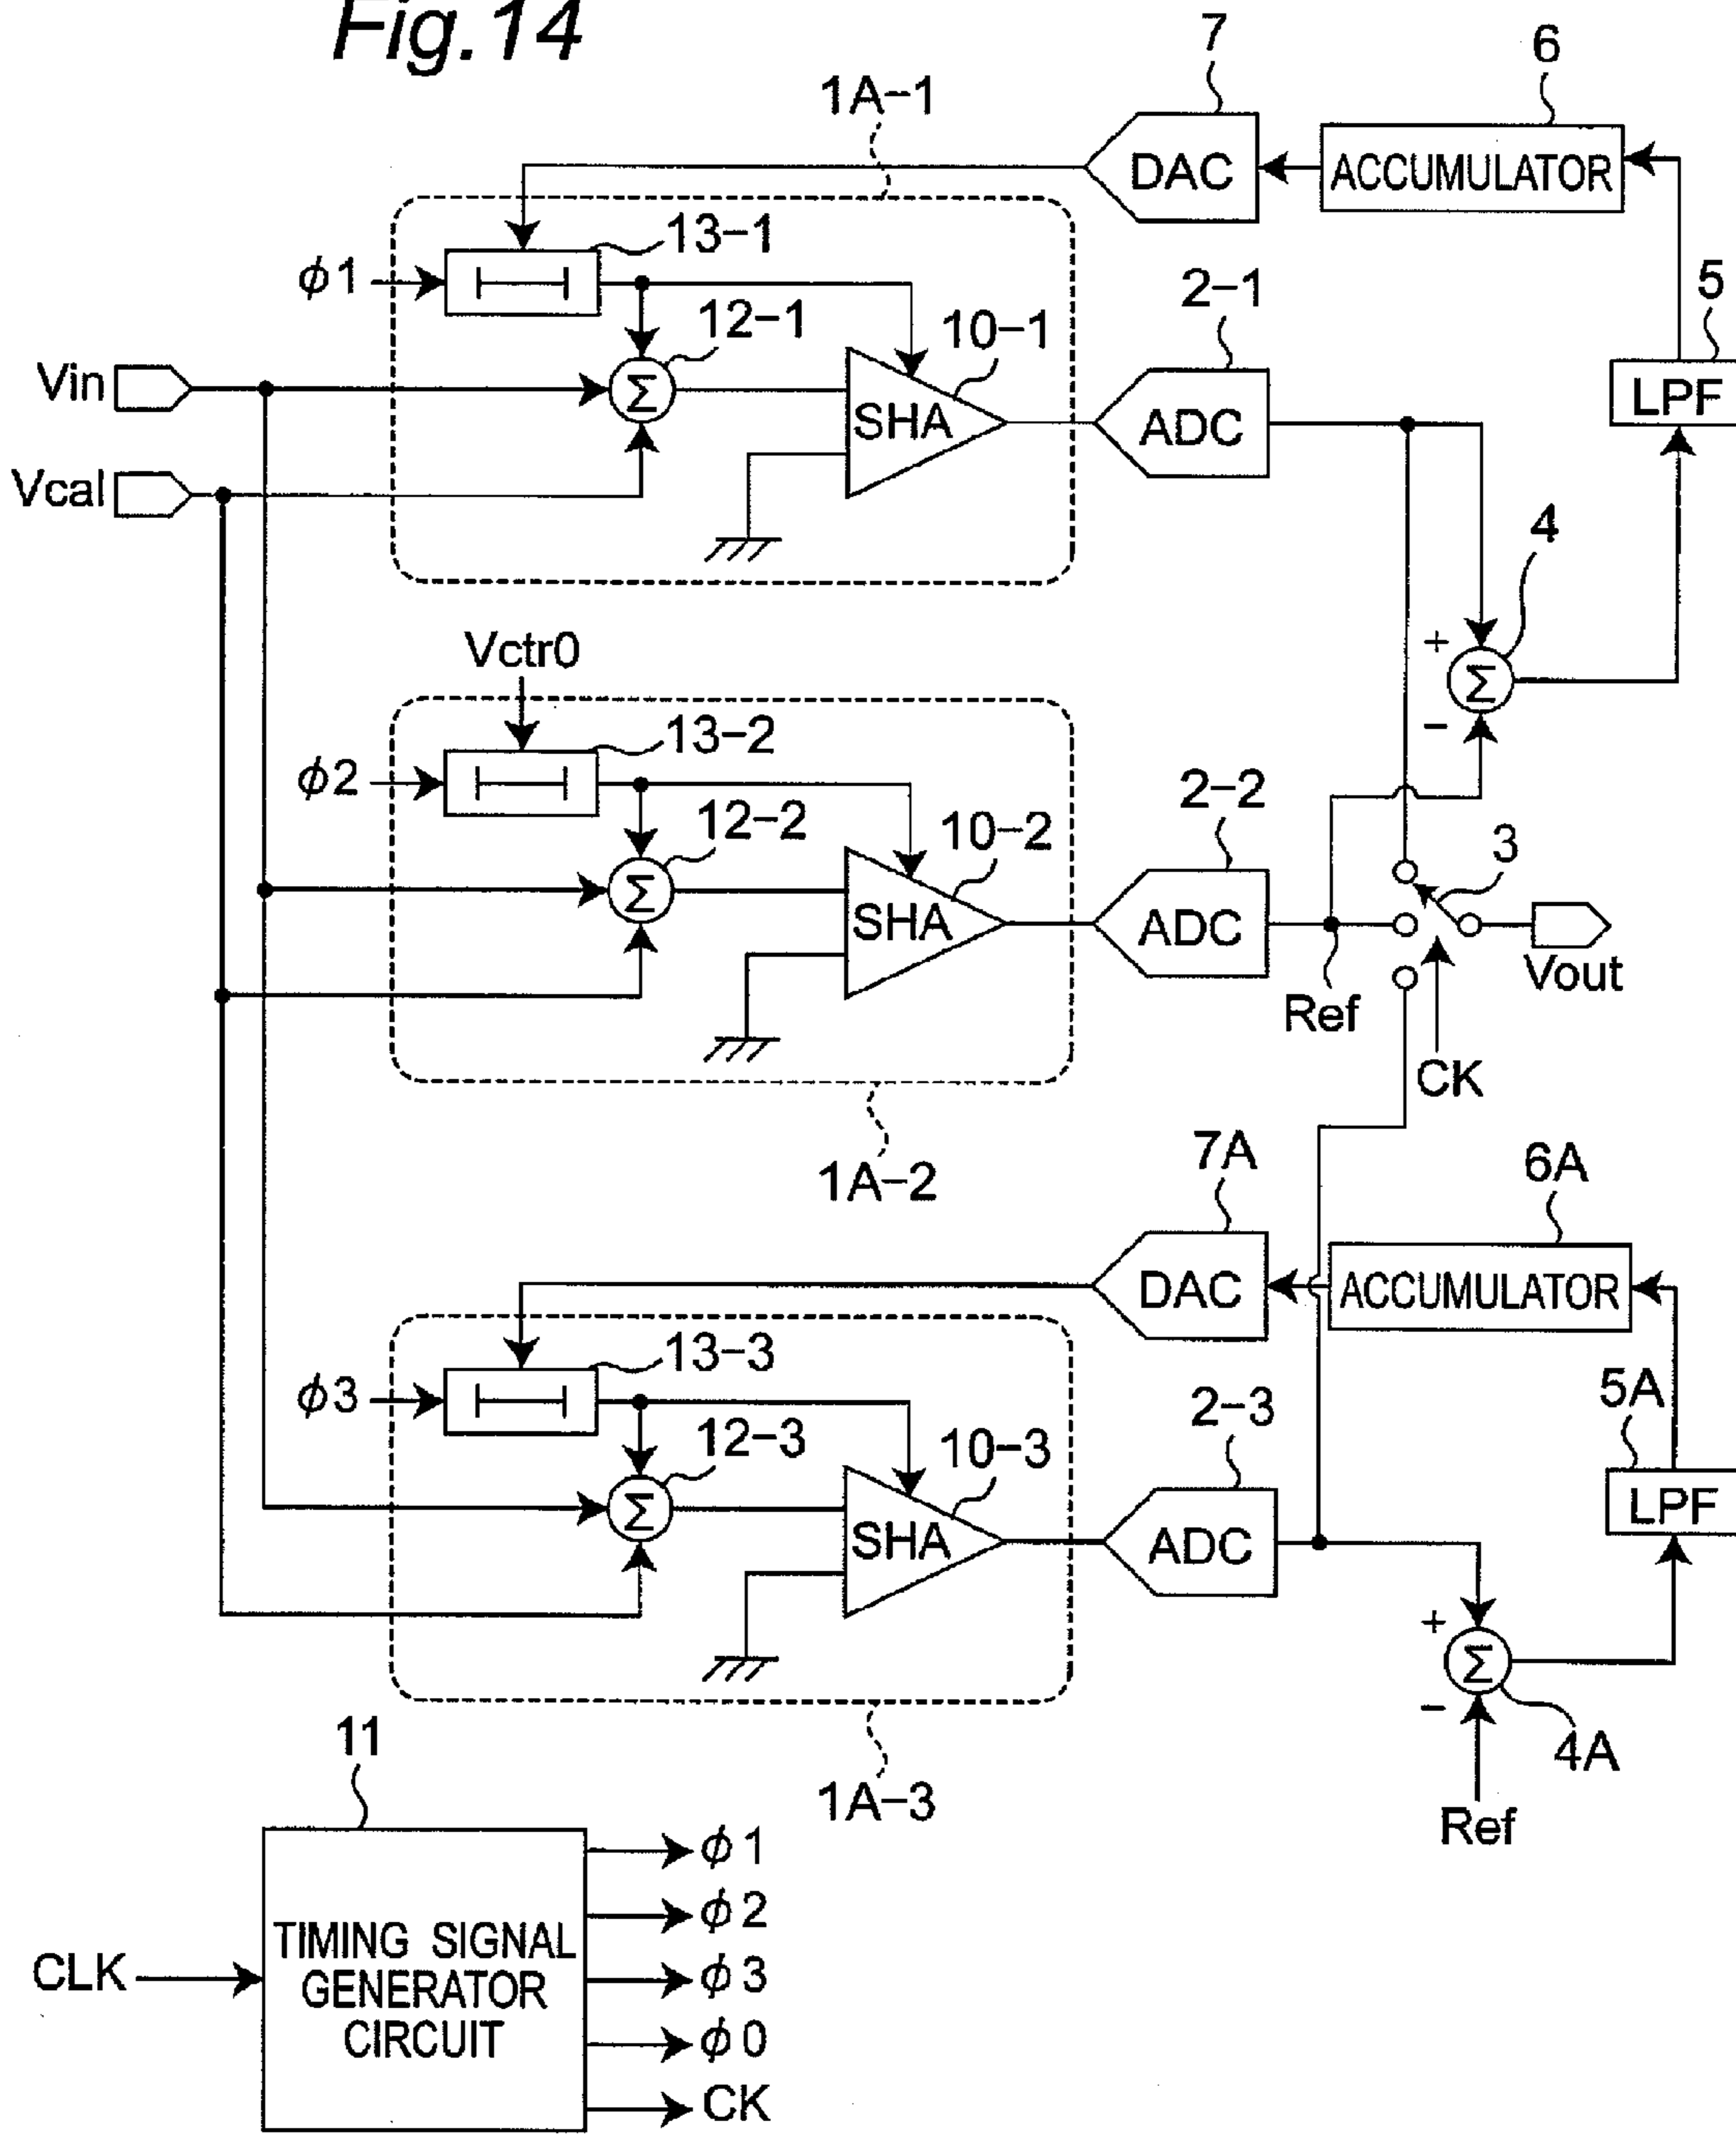 Fig.14
7
6
1A-1
DAC
ACCUMULATOR
13-1
ϕ1
2-1
5
12-1
10-1
Vin
LPF
Σ
SHA
ADC
Vcal
4
Vctr0
+
Σ
-
13-2
ϕ2
2-2
12-2
10-2
3
Σ
SHA
ADC
Vout
Ref
CK
7A
6A
1A-2
DAC
ACCUMULATOR
13-3
ϕ3
2-3
5A
12-3
10-3
Σ
LPF
SHA
ADC
+
Σ
-
11
4A
1A-3
Ref
ϕ1
ϕ2
TIMING SIGNAL
GENERATOR
CIRCUIT
CLK
ϕ3
ϕ0
CK